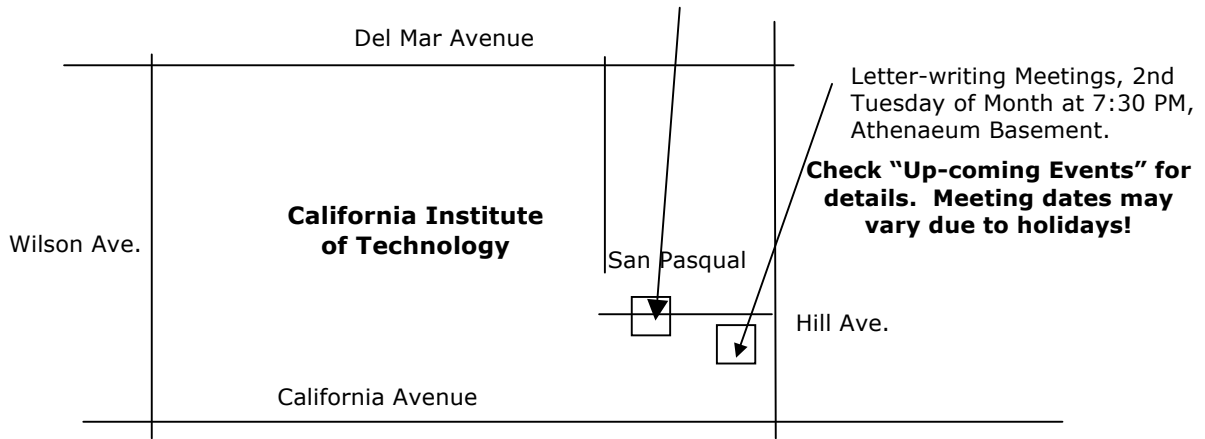 Del Mar Avenue
Letter-writing Meetings, 2nd
Tuesday of Month at 7:30 PM,
Athenaeum Basement.
Check “Up-coming Events” for
details.  Meeting dates may
vary due to holidays!
California Institute
of Technology
Wilson Ave.
San Pasqual
Hill Ave.
California Avenue